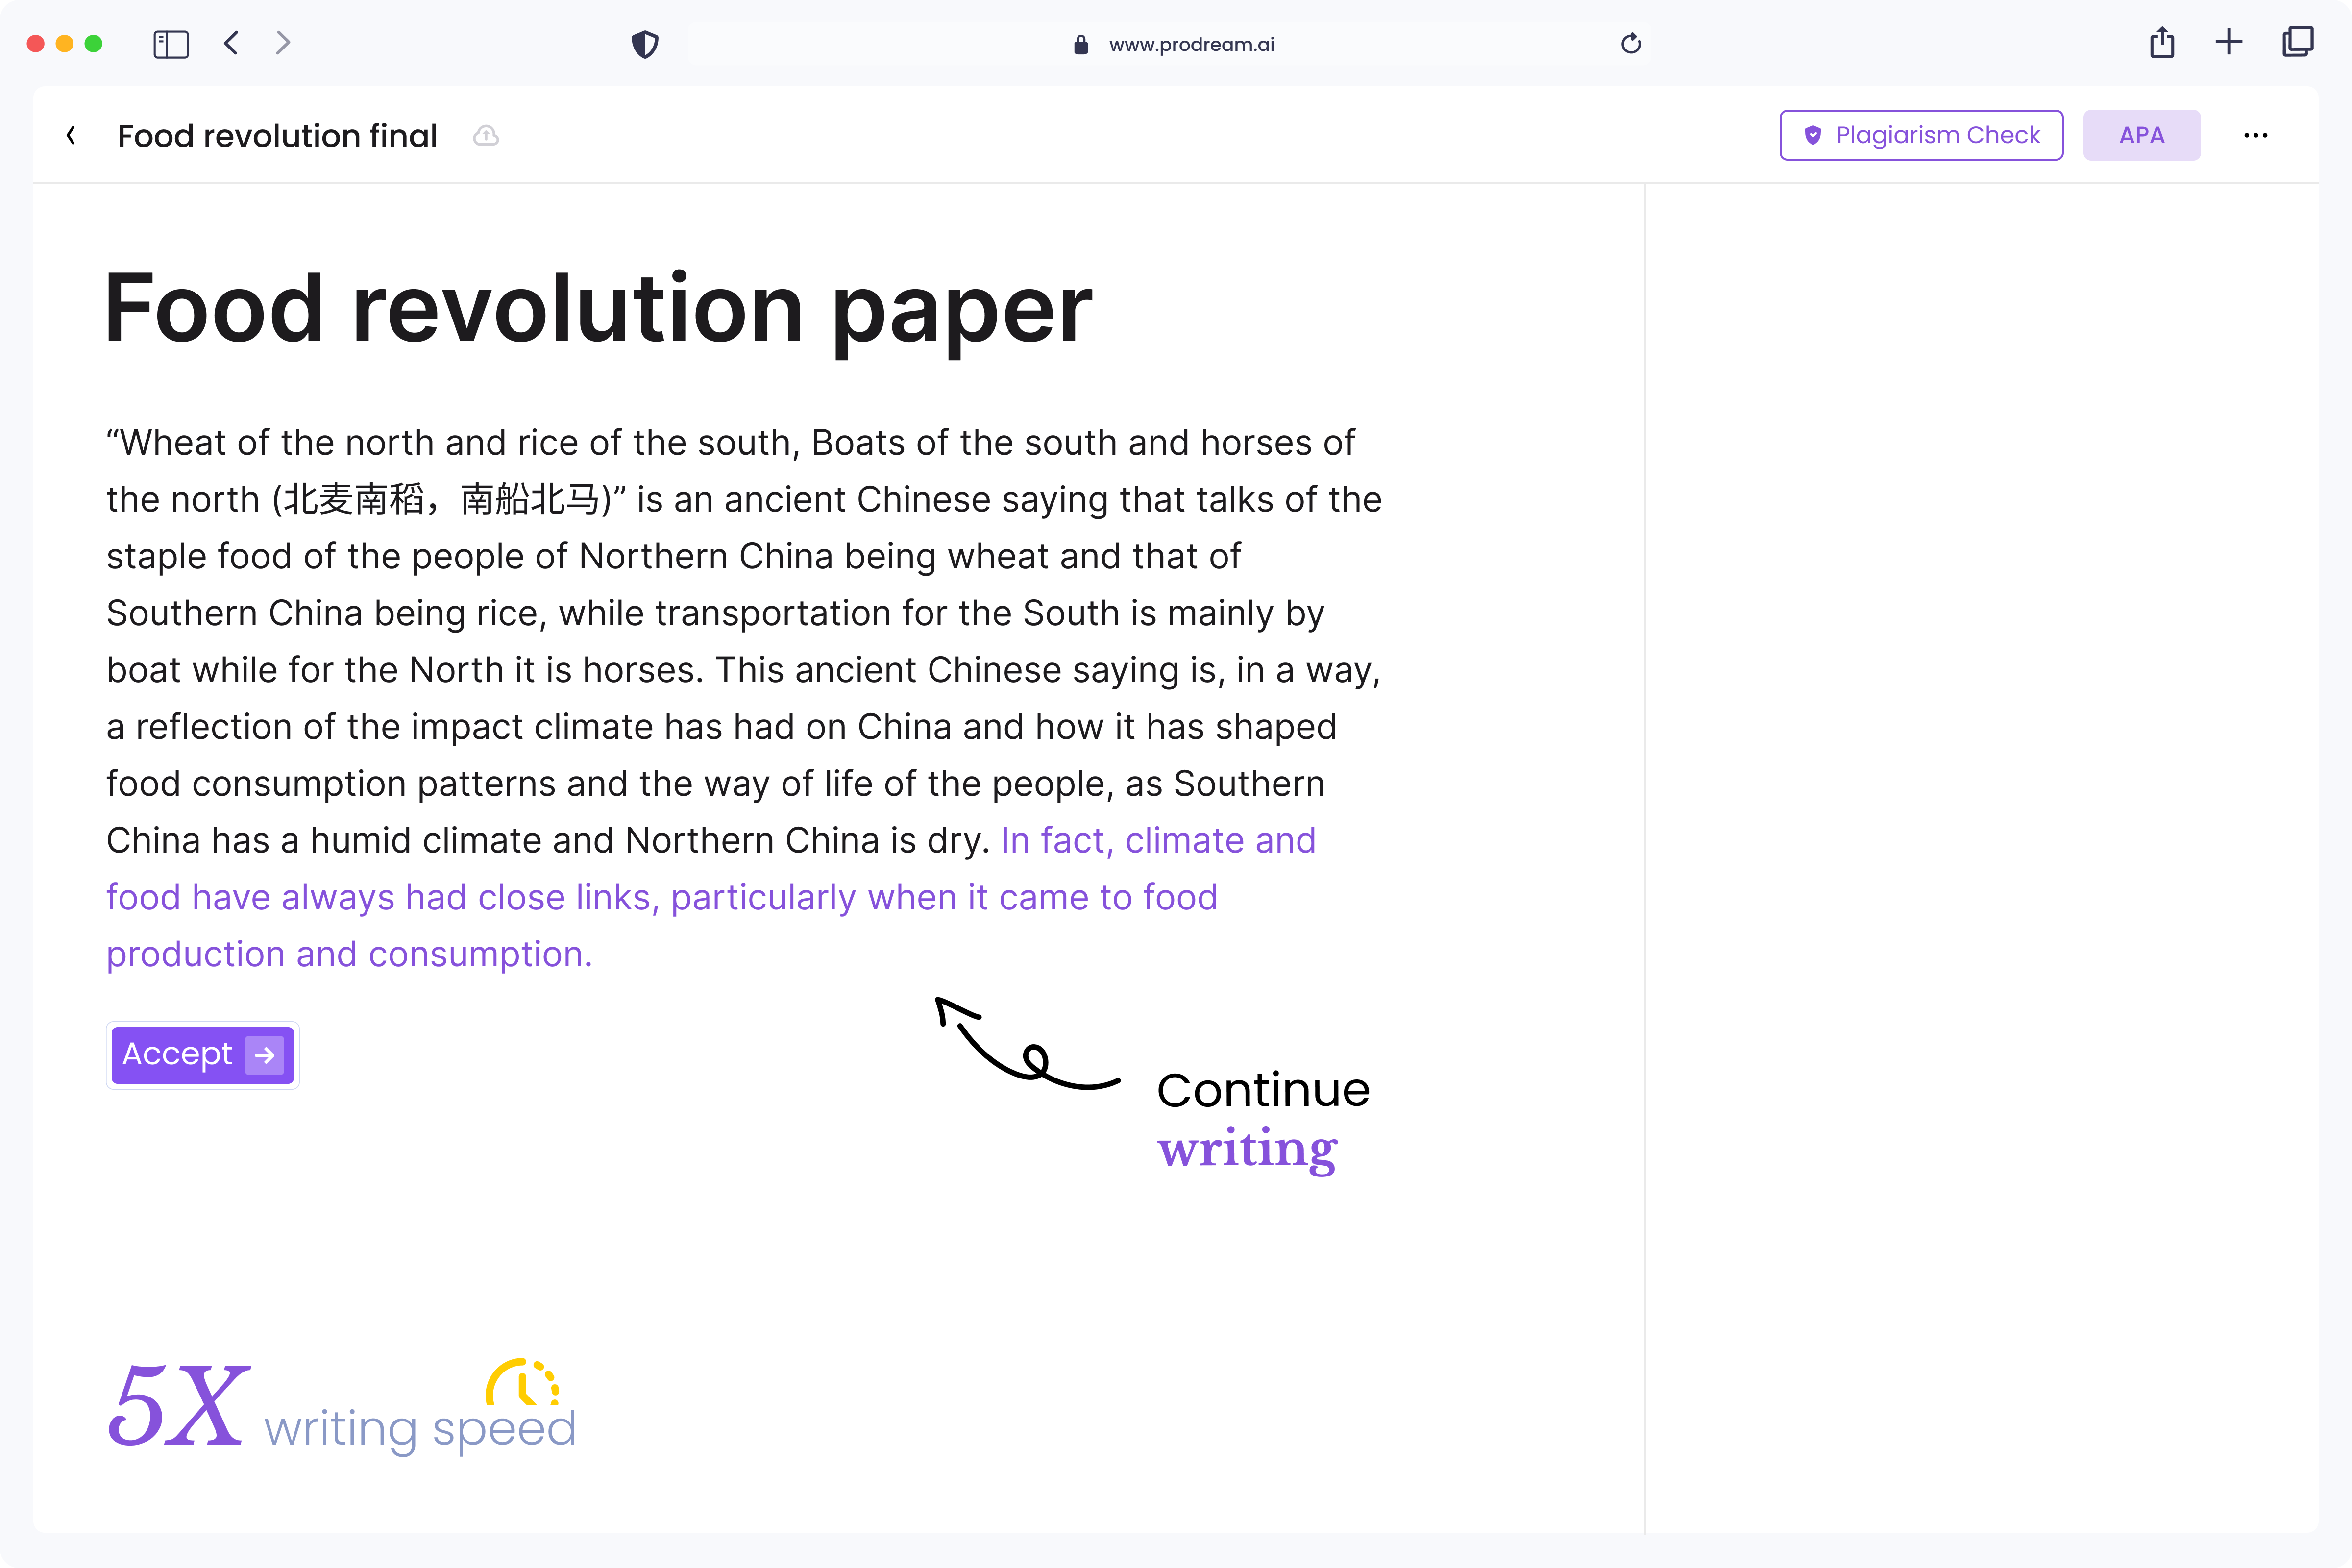 www.prodream.ai
Food revolution final
Plagiarism Check
APA
Food revolution paper
“Wheat of the north and rice of the south, Boats of the south and horses of
the north (北麦南稻，南船北马)” is an ancient Chinese saying that talks of the
staple food of the people of Northern China being wheat and that of
Southern China being rice, while transportation for the South is mainly by
boat while for the North it is horses. This ancient Chinese saying is, in a way,
a reflection of the impact climate has had on China and how it has shaped
food consumption patterns and the way of life of the people, as Southern
China has a humid climate and Northern China is dry. In fact, climate and
food have always had close links, particularly when it came to food
production and consumption.
Accept
Continue
writing
5X writing speed